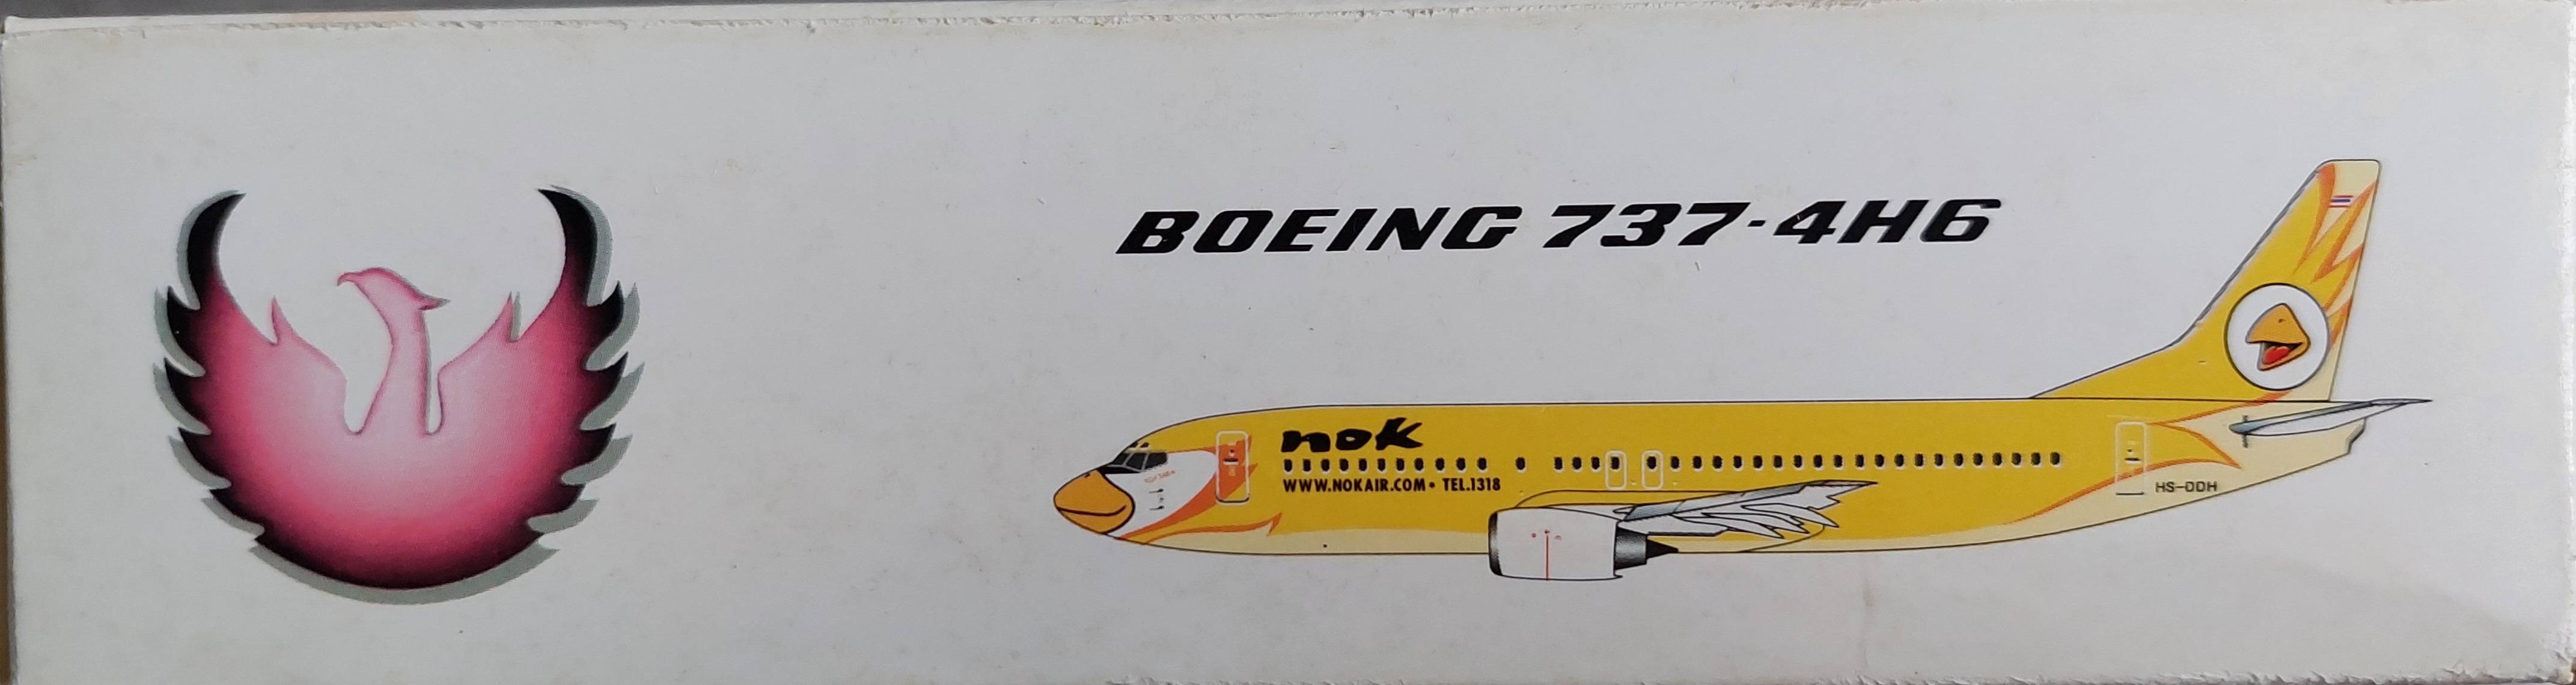 BOEING 737-4H6
nok
WWW.NOKAIR.COM • TEL.1318
HS-DDH